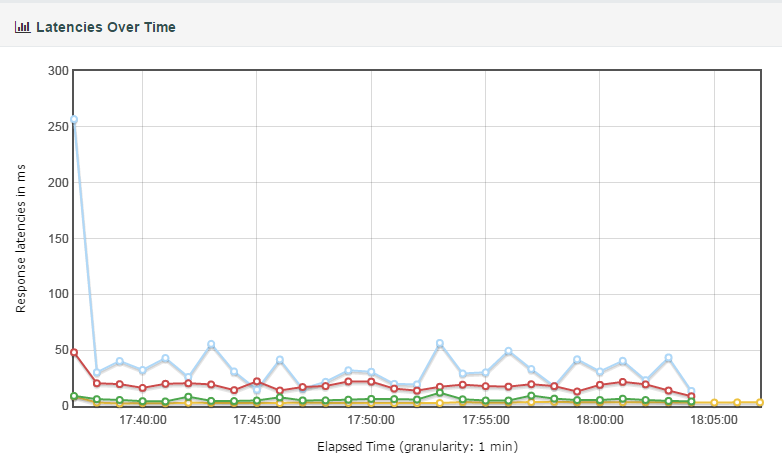 Latencies Over Time
300
250
200
150
100
50
0
Response latencies in ms
17:40:00 17:45:00 17:50:00 17:55:00 18:00:00 18:05:00
Elapsed Time (granularity: 1 min)